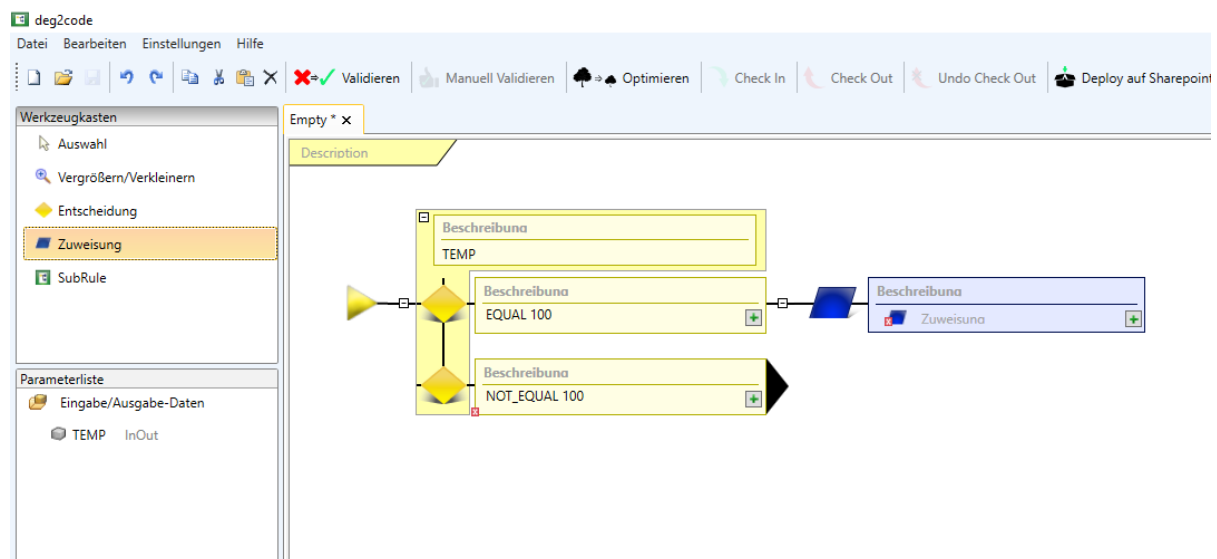 deg2code
Datei Bearbeiten Einstellungen Hilfe
Validieren Manuell Validieren Optimieren Check In Check Out Undo Check Out Deploy auf Sharepoint
Werkzeugkasten
Auswahl
Vergrößern/Verkleinern
Entscheidung
Zuweisung
SubRule
Parameterliste
Eingabe/Ausgabe-Daten
TEMP InOut
Empty *
Description
Beschreibung
TEMP
Beschreibung
EQUAL 100
Beschreibung
Zuweisung
Beschreibung
NOT_EQUAL 100